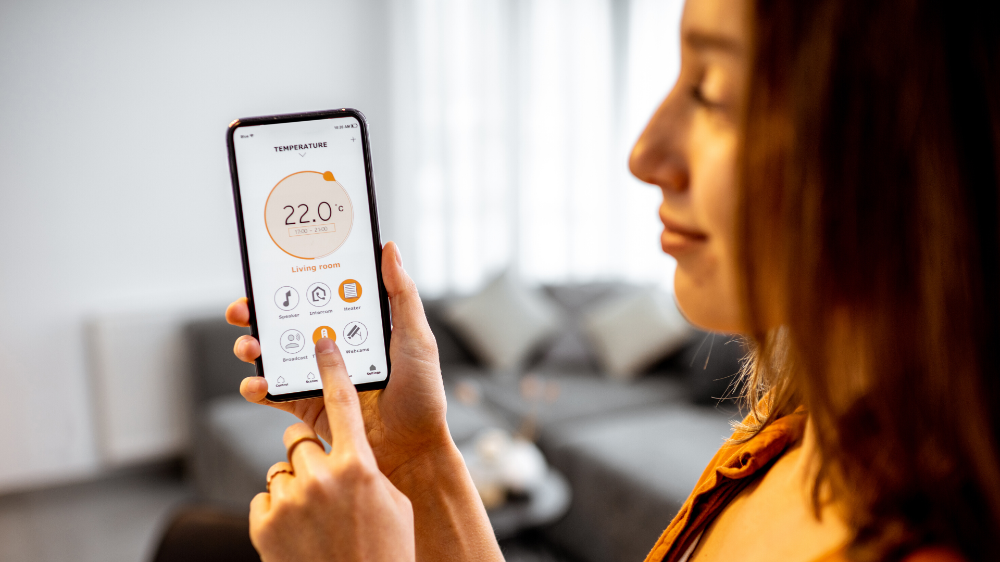 Blue 10:20 AM
+
TEMPERATURE
22.0 °C
17:00 - 21:00
Living room
Speaker Intercom Heater
Broadcast Webcams
Control Scenes Settings